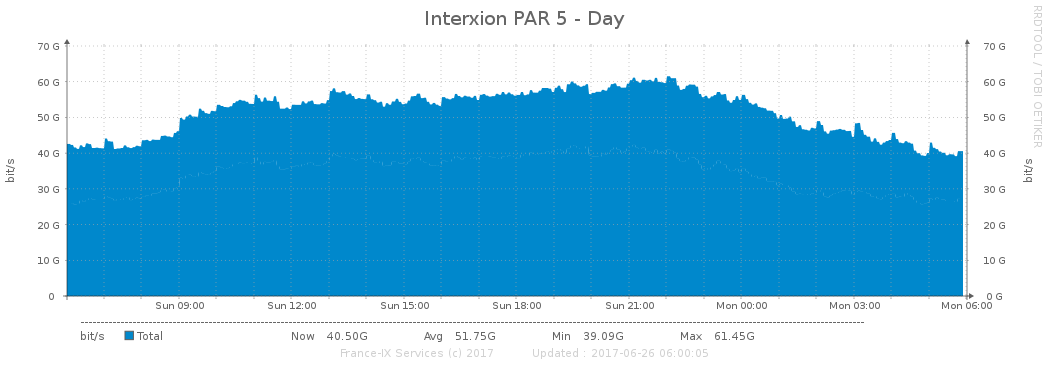 Interxion PAR 5 - Day
RRDTOOL / TOBI OETIKER
70 G 70 G
60 G 60 G
50 G 50 G
40 G 40 G
30 G 30 G
20 G 20 G
10 G 10 G
0 0 G
bit/s bit/s
Sun 09:00 Sun 12:00 Sun 15:00 Sun 18:00 Sun 21:00 Mon 00:00 Mon 03:00 Mon 06:00
bit/s Total Now 40.50G Avg 51.75G Min 39.09G Max 61.45G
France-IX Services (c) 2017 Updated : 2017-06-26 06:00:05